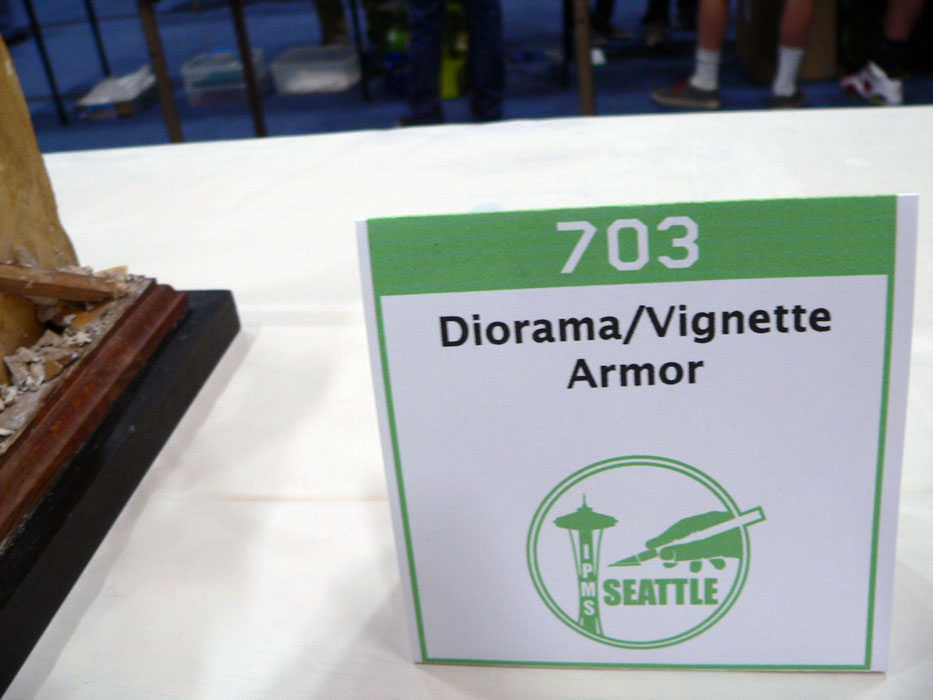 703
Diorama/Vignette
Armor
IPMS
SEATTLE